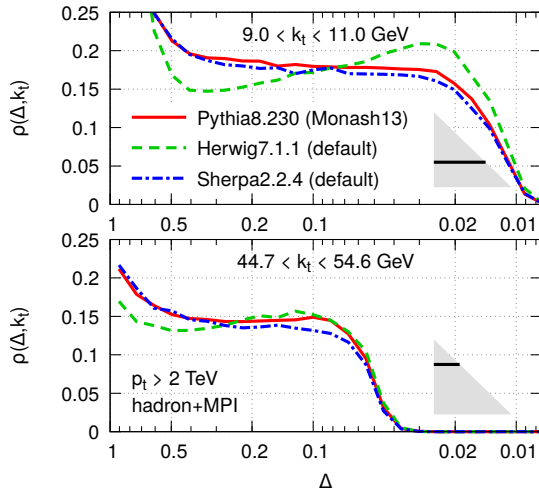 0.25
9.0 < kt < 11.0 GeV
0.2
ρ(Δ,kt)
0.15
Pythia8.230 (Monash13)
0.1
Herwig7.1.1 (default)
0.05
Sherpa2.2.4 (default)
0
1 0.5 0.2 0.1 0.02 0.01
0.25
44.7 < kt < 54.6 GeV
0.2
ρ(Δ,kt)
0.15
0.1
pt > 2 TeV
0.05
hadron+MPI
0
1 0.5 0.2 0.1 0.02 0.01
Δ